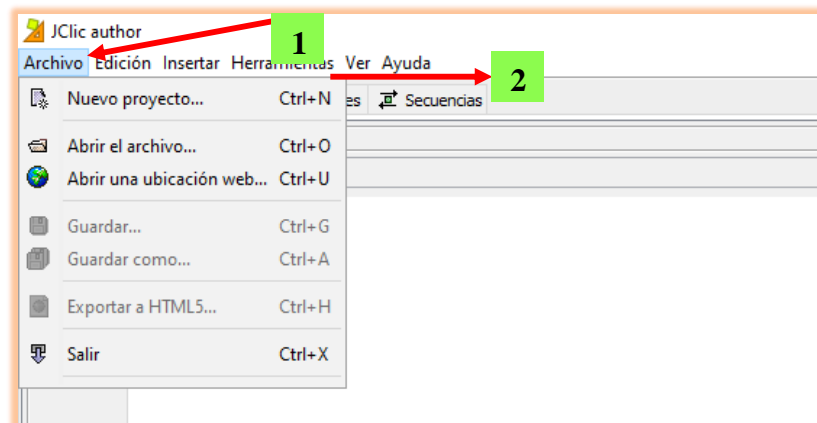 JClic author
1
Archivo Edición Insertar Herramientas Ver Ayuda
2
Nuevo proyecto... Ctrl+N
es Secuencias
Abrir el archivo... Ctrl+O
Abrir una ubicación web... Ctrl+U
Guardar... Ctrl+G
Guardar como... Ctrl+A
Exportar a HTML5... Ctrl+H
Salir Ctrl+X